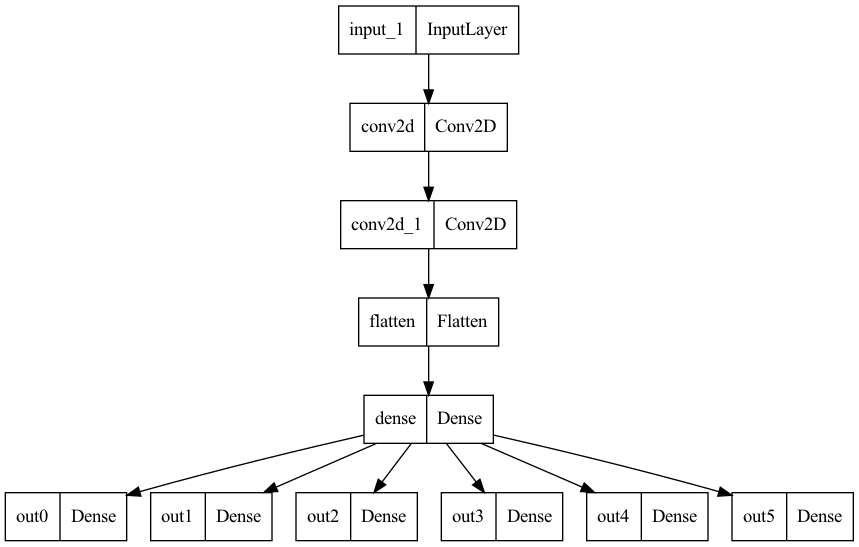 input_1 InputLayer
conv2d Conv2D
conv2d_1 Conv2D
flatten Flatten
dense Dense
out0 Dense out1 Dense out2 Dense out3 Dense out4 Dense out5 Dense